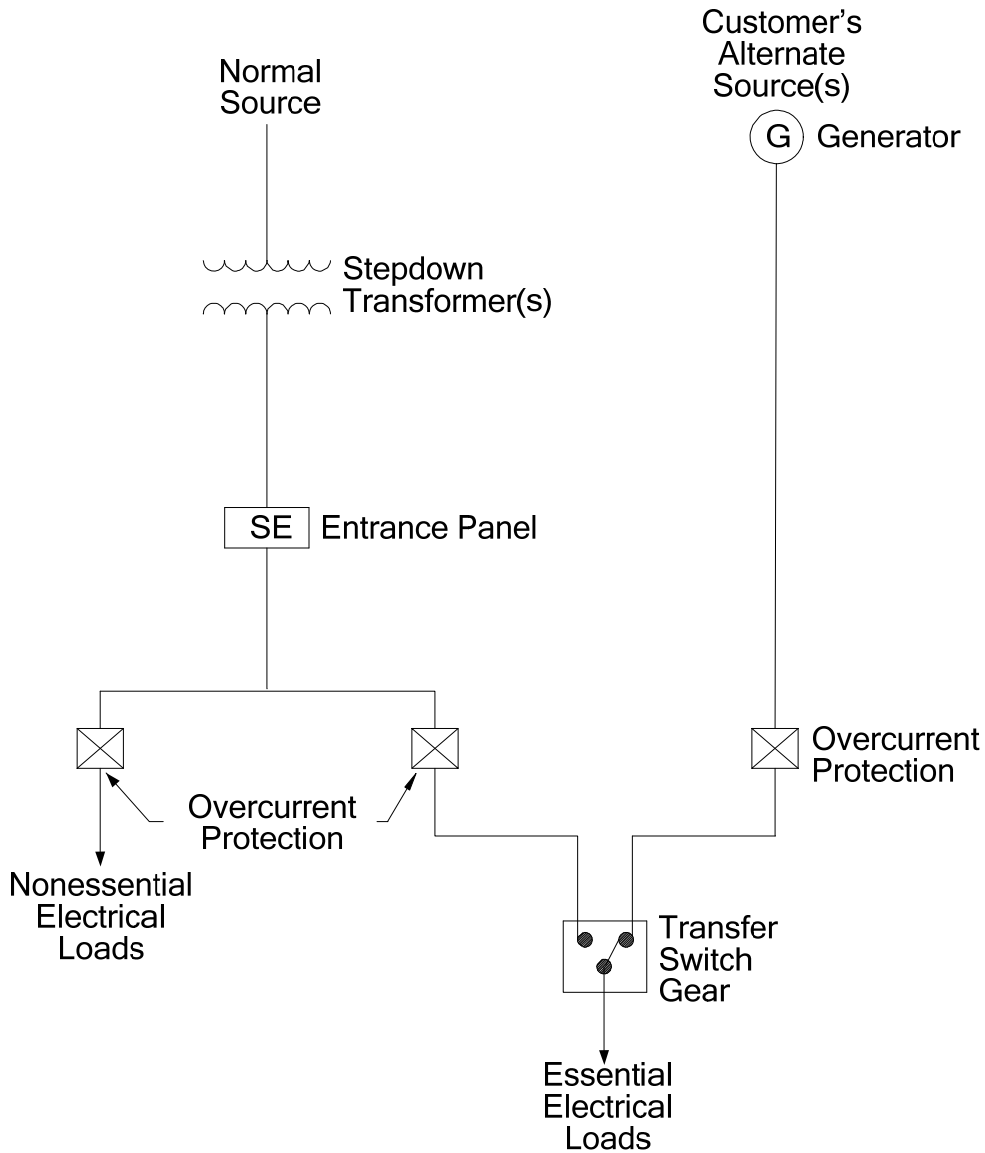 Normal
Source
Customer's
Alternate
Source(s)
G Generator
Stepdown
Transformer(s)
SE Entrance Panel
Overcurrent
Protection
Overcurrent
Protection
Nonessential
Electrical
Loads
Transfer
Switch
Gear
Essential
Electrical
Loads